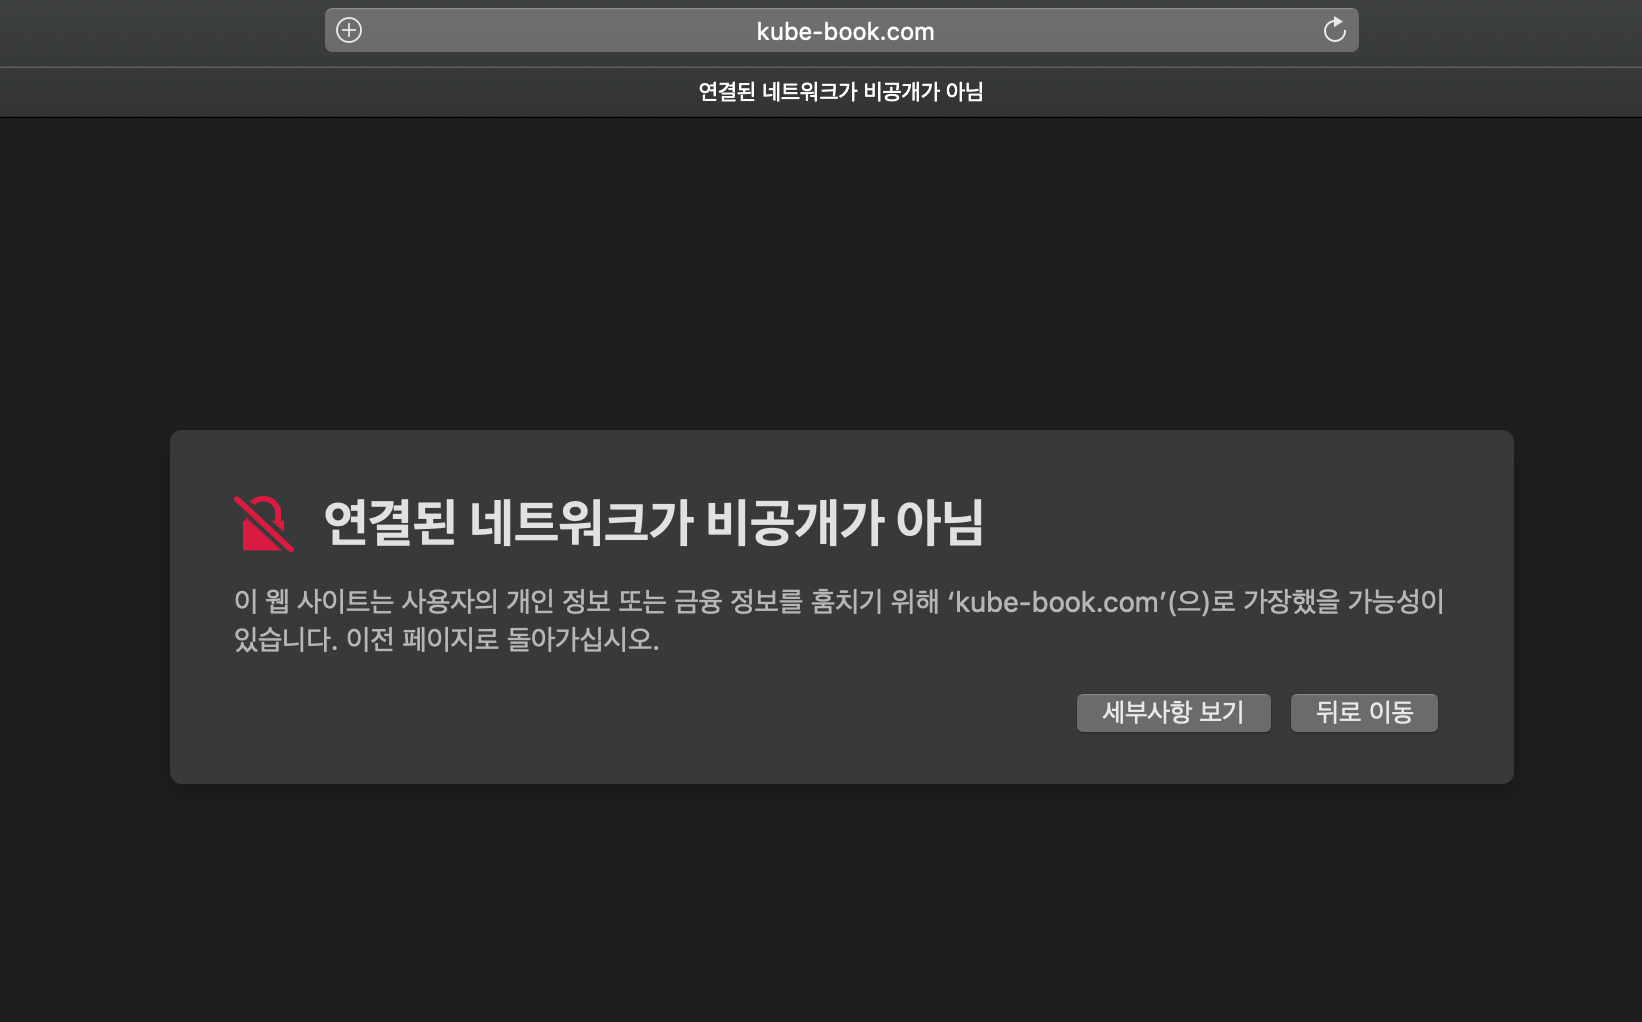 kube-book.com
연결된 네트워크가 비공개가 아님
연결된 네트워크가 비공개가 아님
이 웹 사이트는 사용자의 개인 정보 또는 금융 정보를 훔치기 위해 ‘kube-book.com’(으)로 가장했을 가능성이
있습니다. 이전 페이지로 돌아가십시오.
세부사항 보기 뒤로 이동